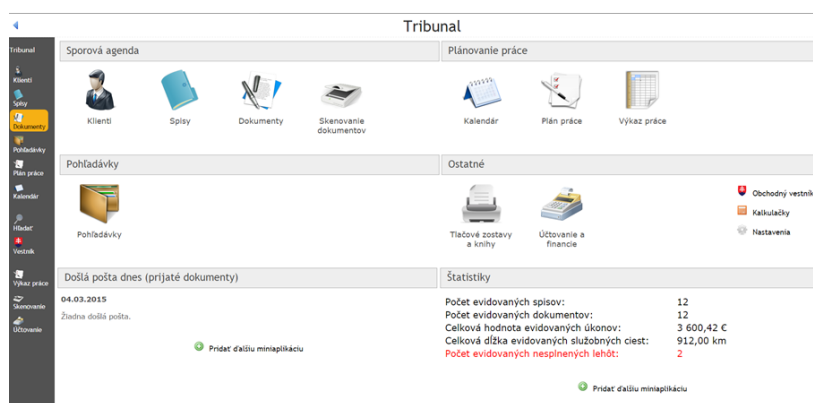 Tribunal
Tribunal
Klienti
Spisy
Dokumenty
Pohľadávky
Plán práce
Kalendár
Hľadať
Vestník
Výkaz práce
Skenovanie
Účtovanie
Sporová agenda
Klienti
Spisy
Dokumenty
Skenovanie
dokumentov
Plánovanie práce
Kalendár
Plán práce
Výkaz práce
Pohľadávky
Pohľadávky
Ostatné
Tlačové zostavy
a knihy
Účtovanie a
financie
Obchodný vestník
Kalkulačky
Nastavenia
Došlá pošta dnes (prijaté dokumenty)
04.03.2015
Žiadna došlá pošta.
Pridať ďalšiu miniaplikáciu
Štatistiky
Počet evidovaných spisov: 12
Počet evidovaných dokumentov: 12
Celková hodnota evidovaných úkonov: 3 600,42 €
Celková dĺžka evidovaných služobných ciest: 912,00 km
Počet evidovaných nesplnených lehôt: 2
Pridať ďalšiu miniaplikáciu